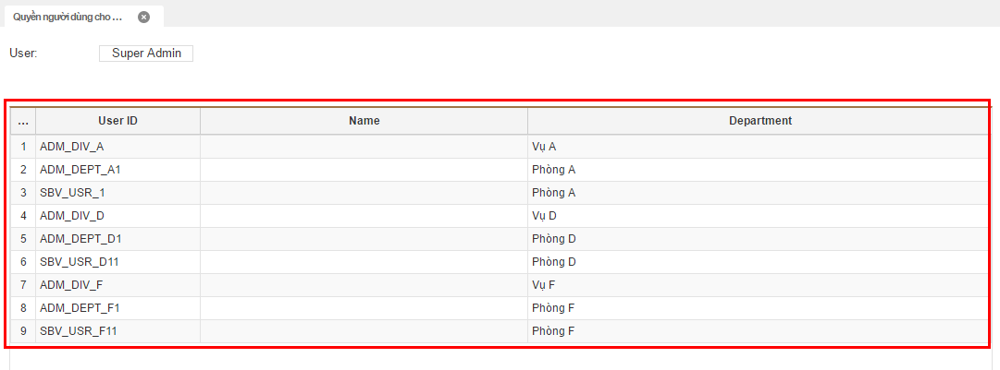 Quyền người dùng cho ...
User: Super Admin
... User ID Name Department
1 ADM_DIV_A Vụ A
2 ADM_DEPT_A1 Phòng A
3 SBV_USR_1 Phòng A
4 ADM_DIV_D Vụ D
5 ADM_DEPT_D1 Phòng D
6 SBV_USR_D11 Phòng D
7 ADM_DIV_F Vụ F
8 ADM_DEPT_F1 Phòng F
9 SBV_USR_F11 Phòng F